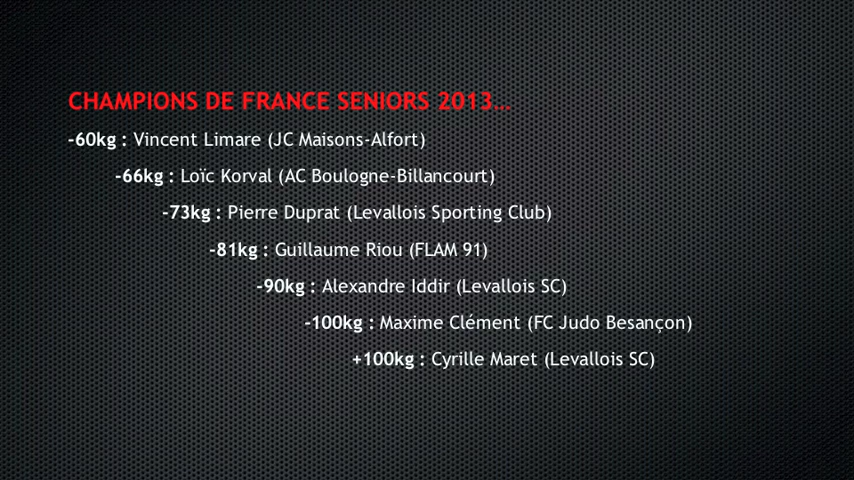 CHAMPIONS DE FRANCE SENIORS 2013...
-60kg : Vincent Limare (JC Maisons-Alfort)
-66kg : Loïc Korval (AC Boulogne-Billancourt)
-73kg : Pierre Duprat (Levallois Sporting Club)
-81kg : Guillaume Riou (FLAM 91)
-90kg : Alexandre Iddir (Levallois SC)
-100kg : Maxime Clément (FC Judo Besançon)
+100kg : Cyrille Maret (Levallois SC)